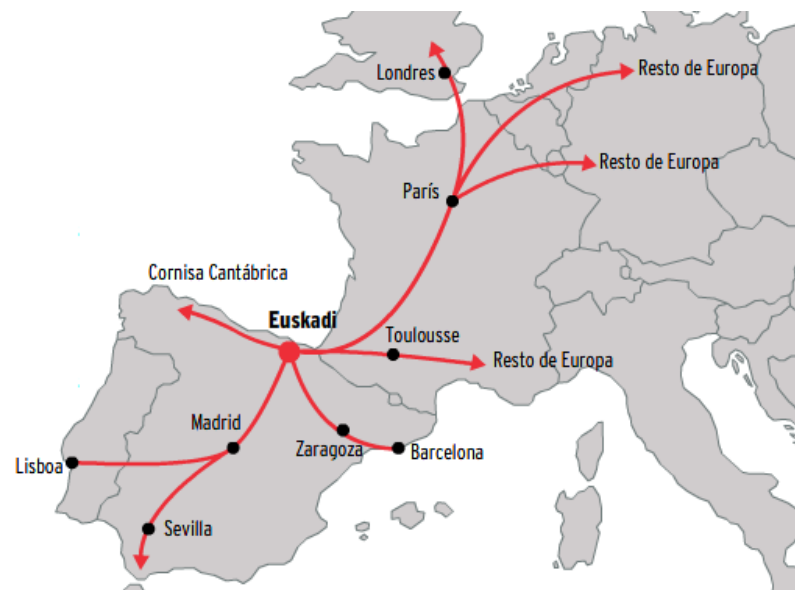 Londres
Resto de Europa
Resto de Europa
París
Cornisa Cantábrica
Euskadi
Toulousse
Resto de Europa
Madrid
Zaragoza
Barcelona
Lisboa
Sevilla